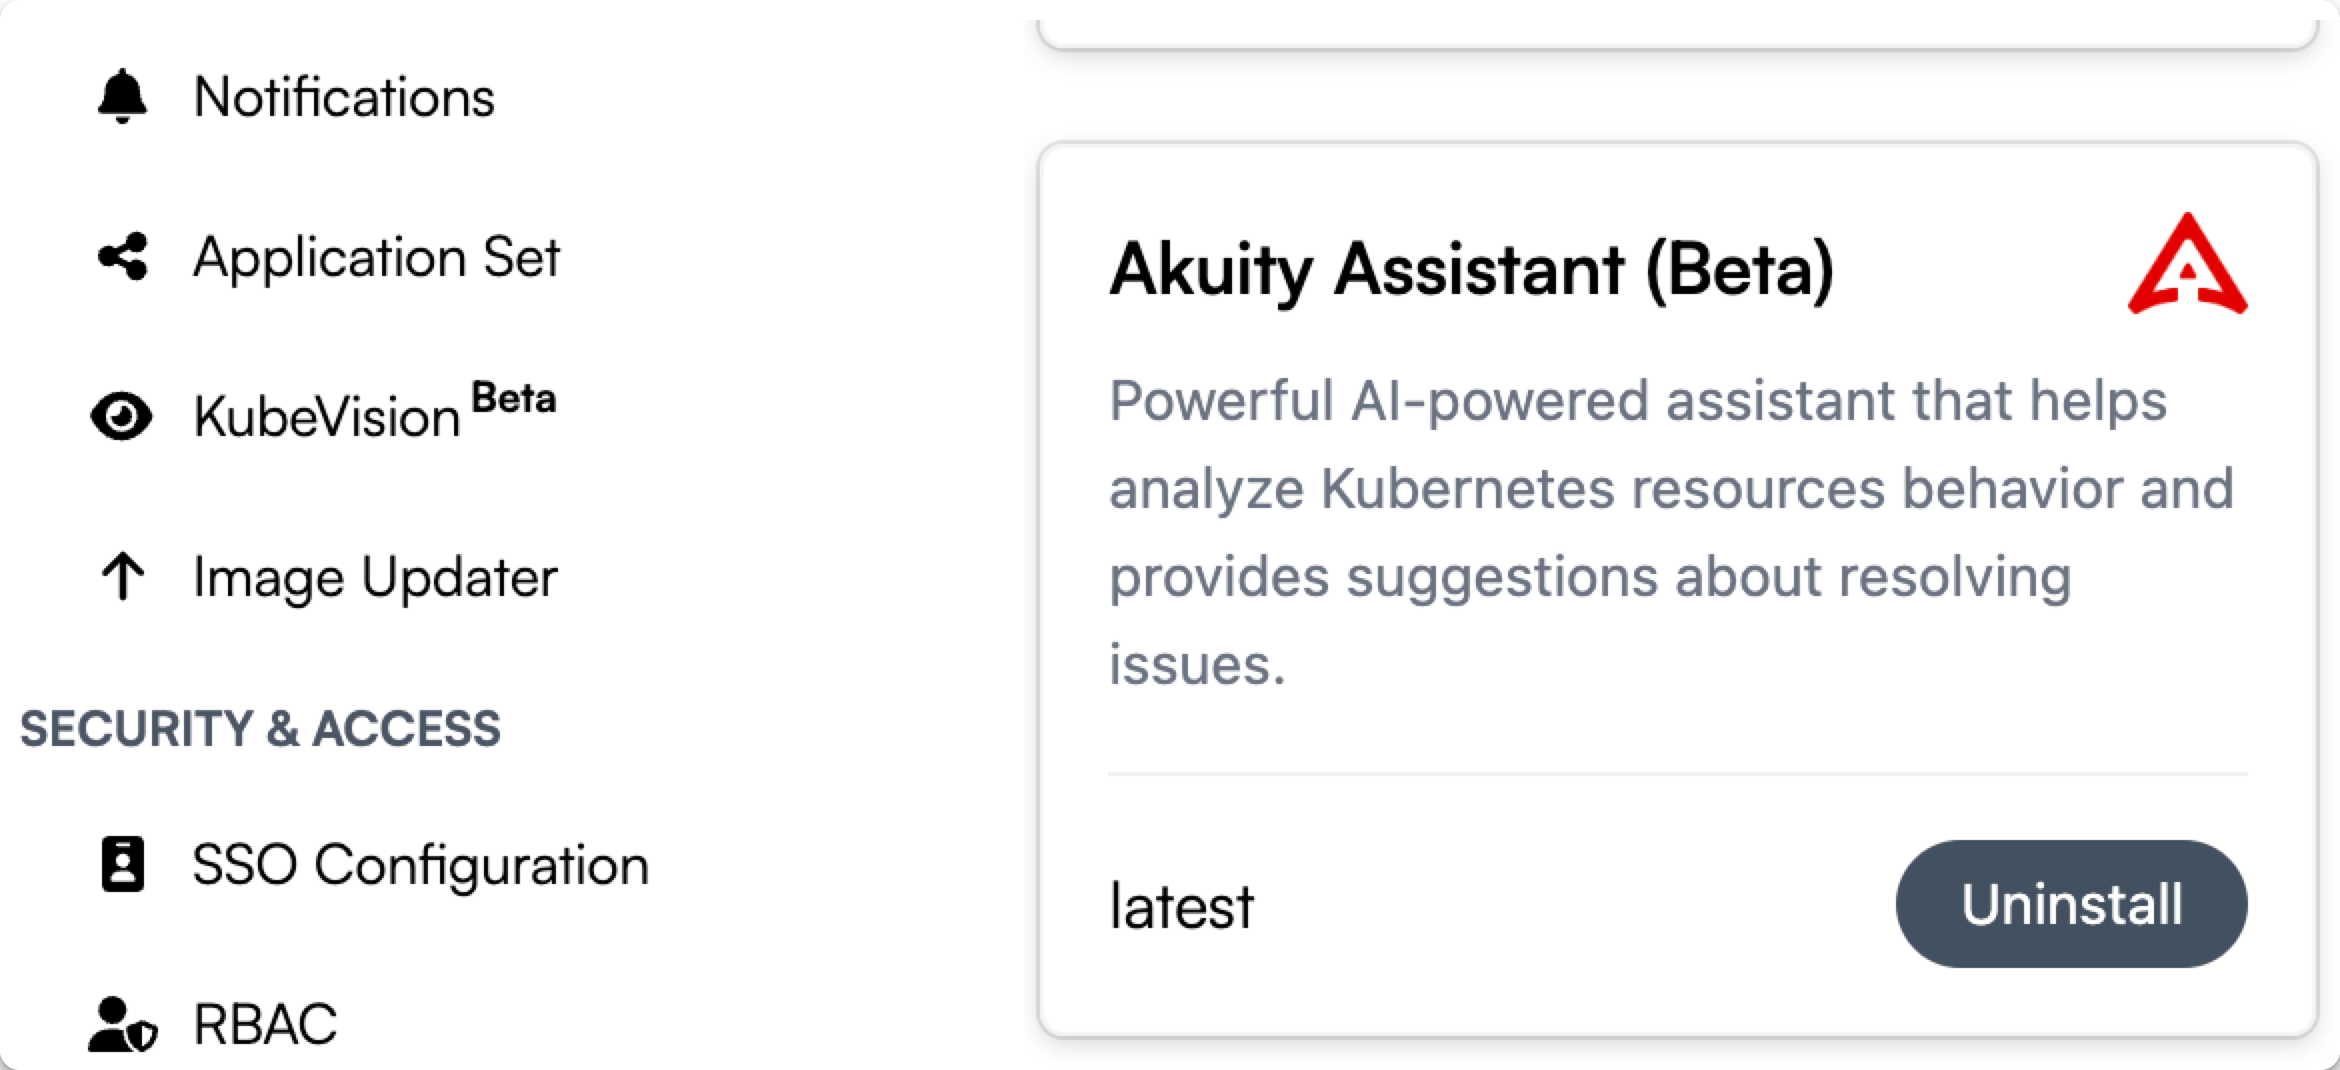 Notifications
Application Set
KubeVision Beta
Image Updater
SECURITY & ACCESS
SSO Configuration
RBAC
Akuity Assistant (Beta)
Powerful AI-powered assistant that helps
analyze Kubernetes resources behavior and
provides suggestions about resolving
issues.
latest
Uninstall